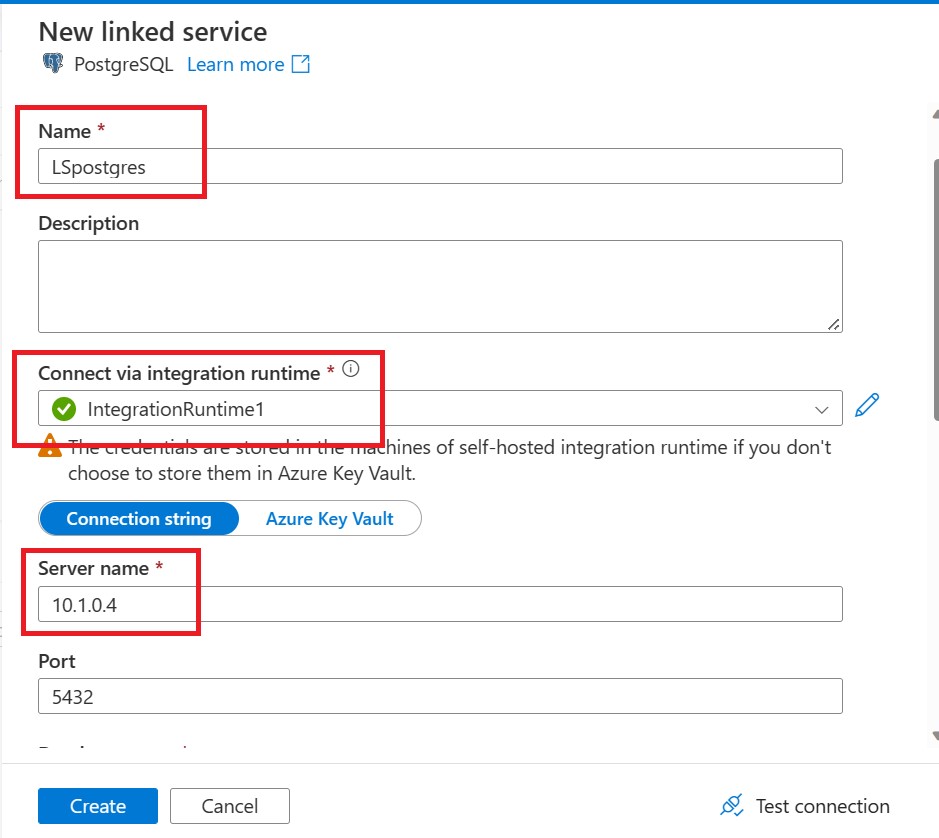 New linked service
PostgreSQL Learn more
Name *
LSpostgres
Description
Connect via integration runtime *
IntegrationRuntime1
The credentials are stored in the machines of self-hosted integration runtime if you don't
choose to store them in Azure Key Vault.
Connection string Azure Key Vault
Server name *
10.1.0.4
Port
5432
Create Cancel Test connection